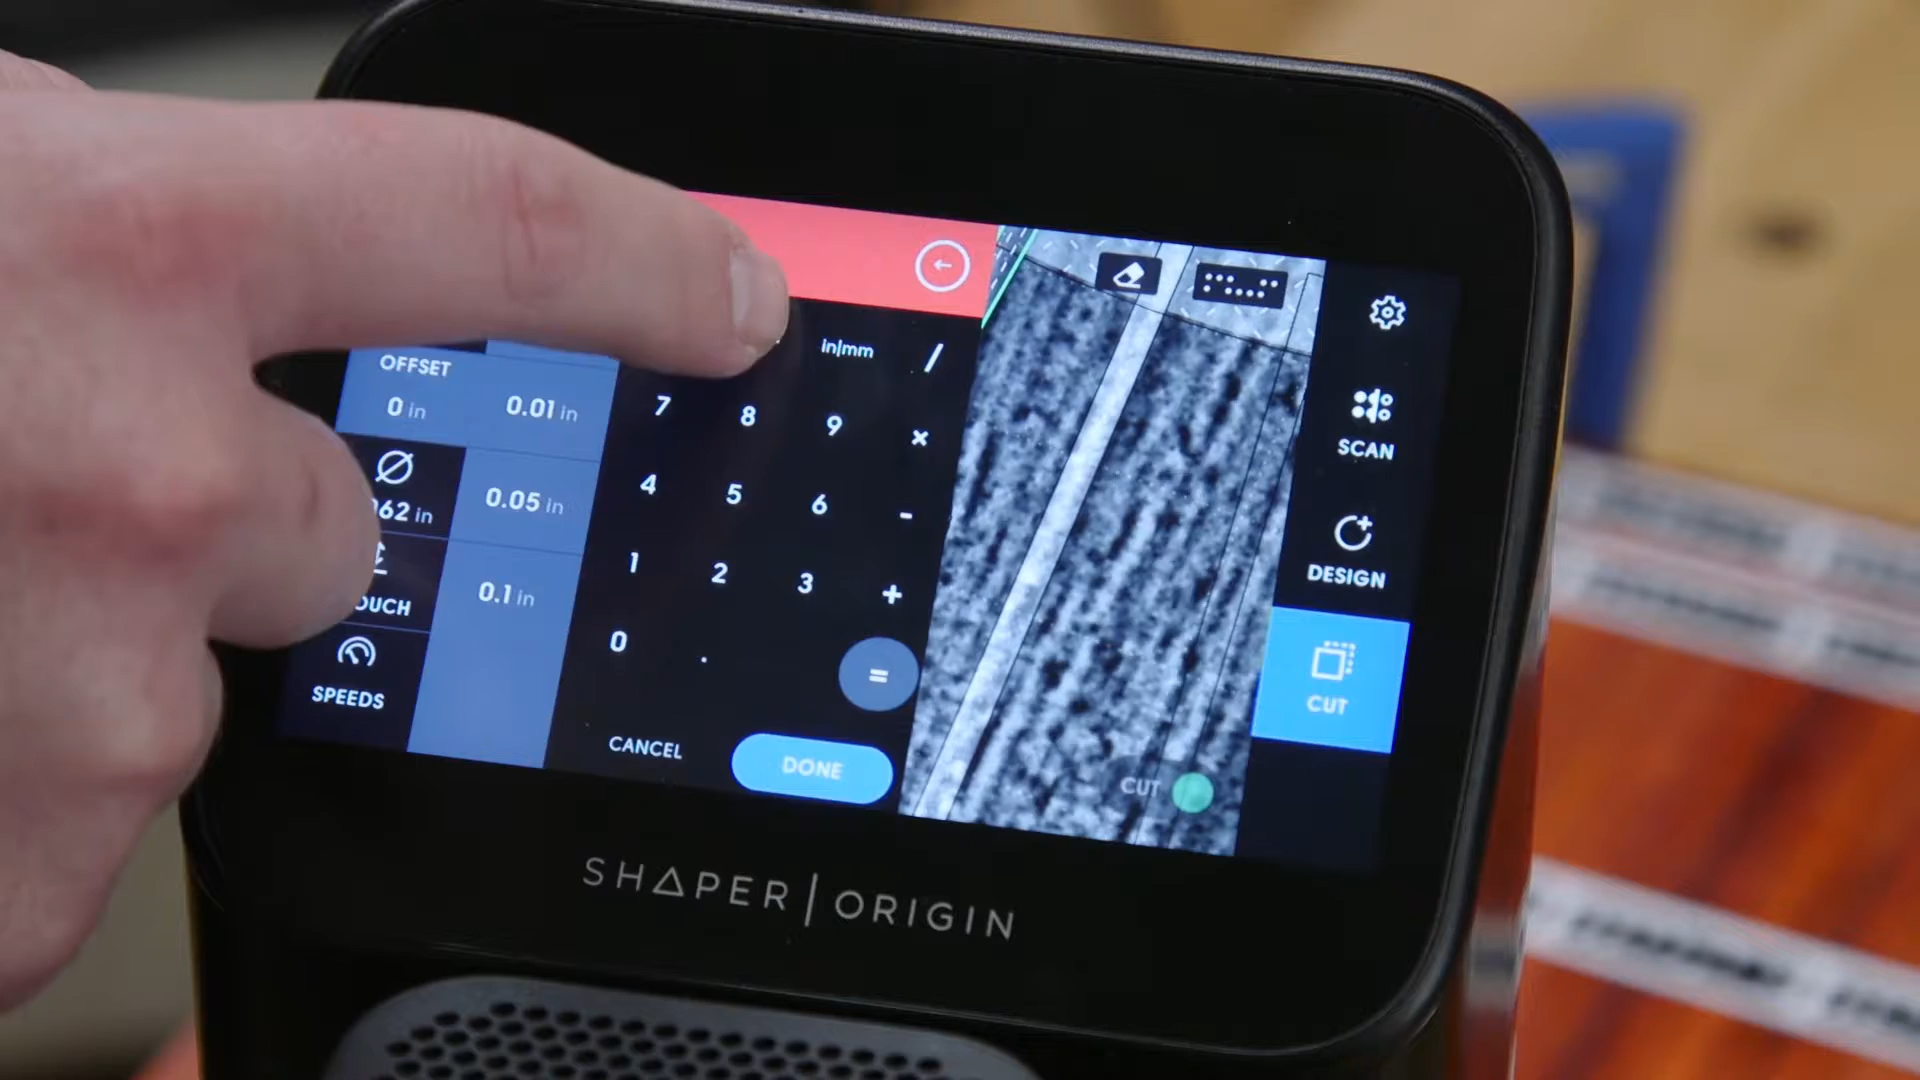 in|mm /
OFFSET
0 in 0.01 in
7 8 9 ×
62 in 0.05 in
4 5 6 -
OUCH 0.1 in
1 2 3 +
SPEEDS
0 . =
CANCEL DONE
CUT
SCAN
DESIGN
CUT
SHAPER | ORIGIN